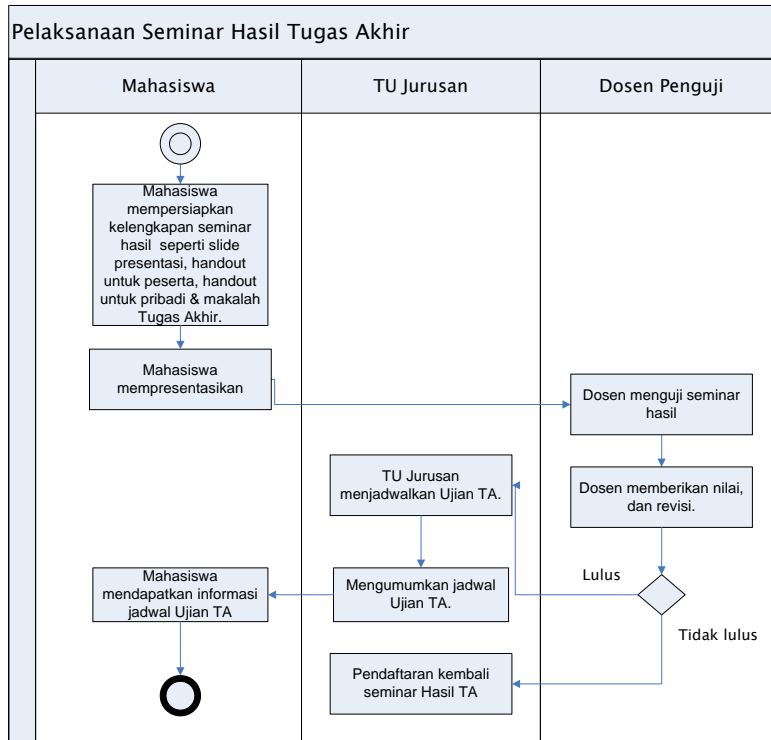 Pelaksanaan Seminar Hasil Tugas Akhir
Mahasiswa
TU Jurusan
Dosen Penguji
Mahasiswa
mempersiapkan
kelengkapan seminar
hasil seperti slide
presentasi, handout
untuk peserta, handout
untuk pribadi & makalah
Tugas Akhir.
Mahasiswa
mempresentasikan
Dosen menguji seminar
hasil
Dosen memberikan nilai,
dan revisi.
Lulus
Tidak lulus
TU Jurusan
menjadwalkan Ujian TA.
Mengumumkan jadwal
Ujian TA.
Mahasiswa
mendapatkan informasi
jadwal Ujian TA
Pendaftaran kembali
seminar Hasil TA